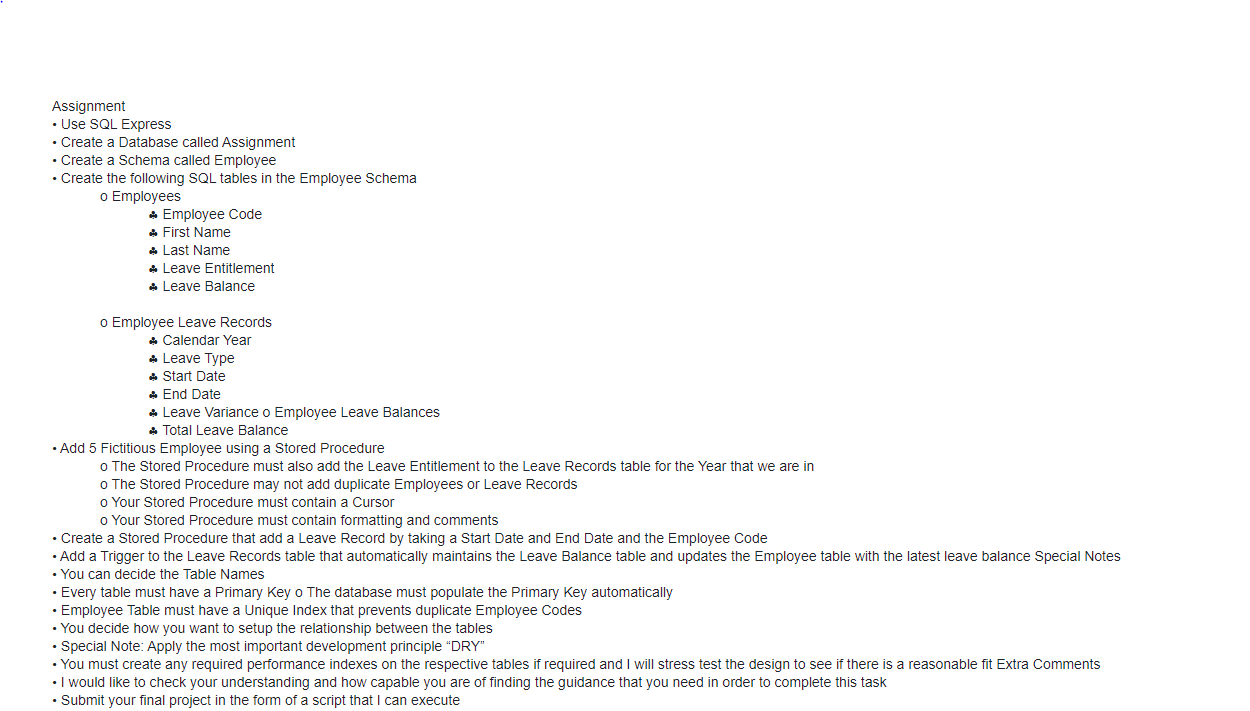 Assignment
• Use SQL Express
• Create a Database called Assignment
• Create a Schema called Employee
• Create the following SQL tables in the Employee Schema
o Employees
♣ Employee Code
♣ First Name
♣ Last Name
♣ Leave Entitlement
♣ Leave Balance
o Employee Leave Records
♣ Calendar Year
♣ Leave Type
♣ Start Date
♣ End Date
♣ Leave Variance o Employee Leave Balances
♣ Total Leave Balance
• Add 5 Fictitious Employee using a Stored Procedure
o The Stored Procedure must also add the Leave Entitlement to the Leave Records table for the Year that we are in
o The Stored Procedure may not add duplicate Employees or Leave Records
o Your Stored Procedure must contain a Cursor
o Your Stored Procedure must contain formatting and comments
• Create a Stored Procedure that add a Leave Record by taking a Start Date and End Date and the Employee Code
• Add a Trigger to the Leave Records table that automatically maintains the Leave Balance table and updates the Employee table with the latest leave balance Special Notes
• You can decide the Table Names
• Every table must have a Primary Key o The database must populate the Primary Key automatically
• Employee Table must have a Unique Index that prevents duplicate Employee Codes
• You decide how you want to setup the relationship between the tables
• Special Note: Apply the most important development principle “DRY”
• You must create any required performance indexes on the respective tables if required and I will stress test the design to see if there is a reasonable fit Extra Comments
• I would like to check your understanding and how capable you are of finding the guidance that you need in order to complete this task
• Submit your final project in the form of a script that I can execute